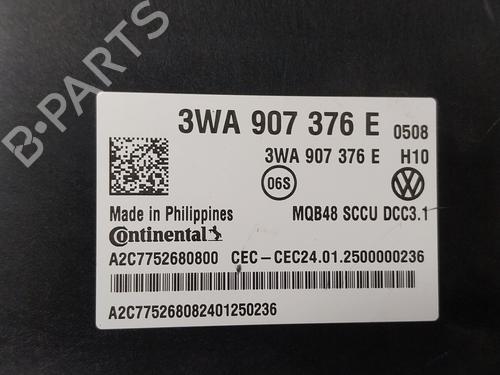 B-PARTS
3WA 907 376 E 0508
3WA 907 376 E H10
06S
MQB48 SCCU DCC3.1
Made in Philippines
Continental
A2C7752680800 CEC-CEC24.01.2500000236
A2C775268082401250236